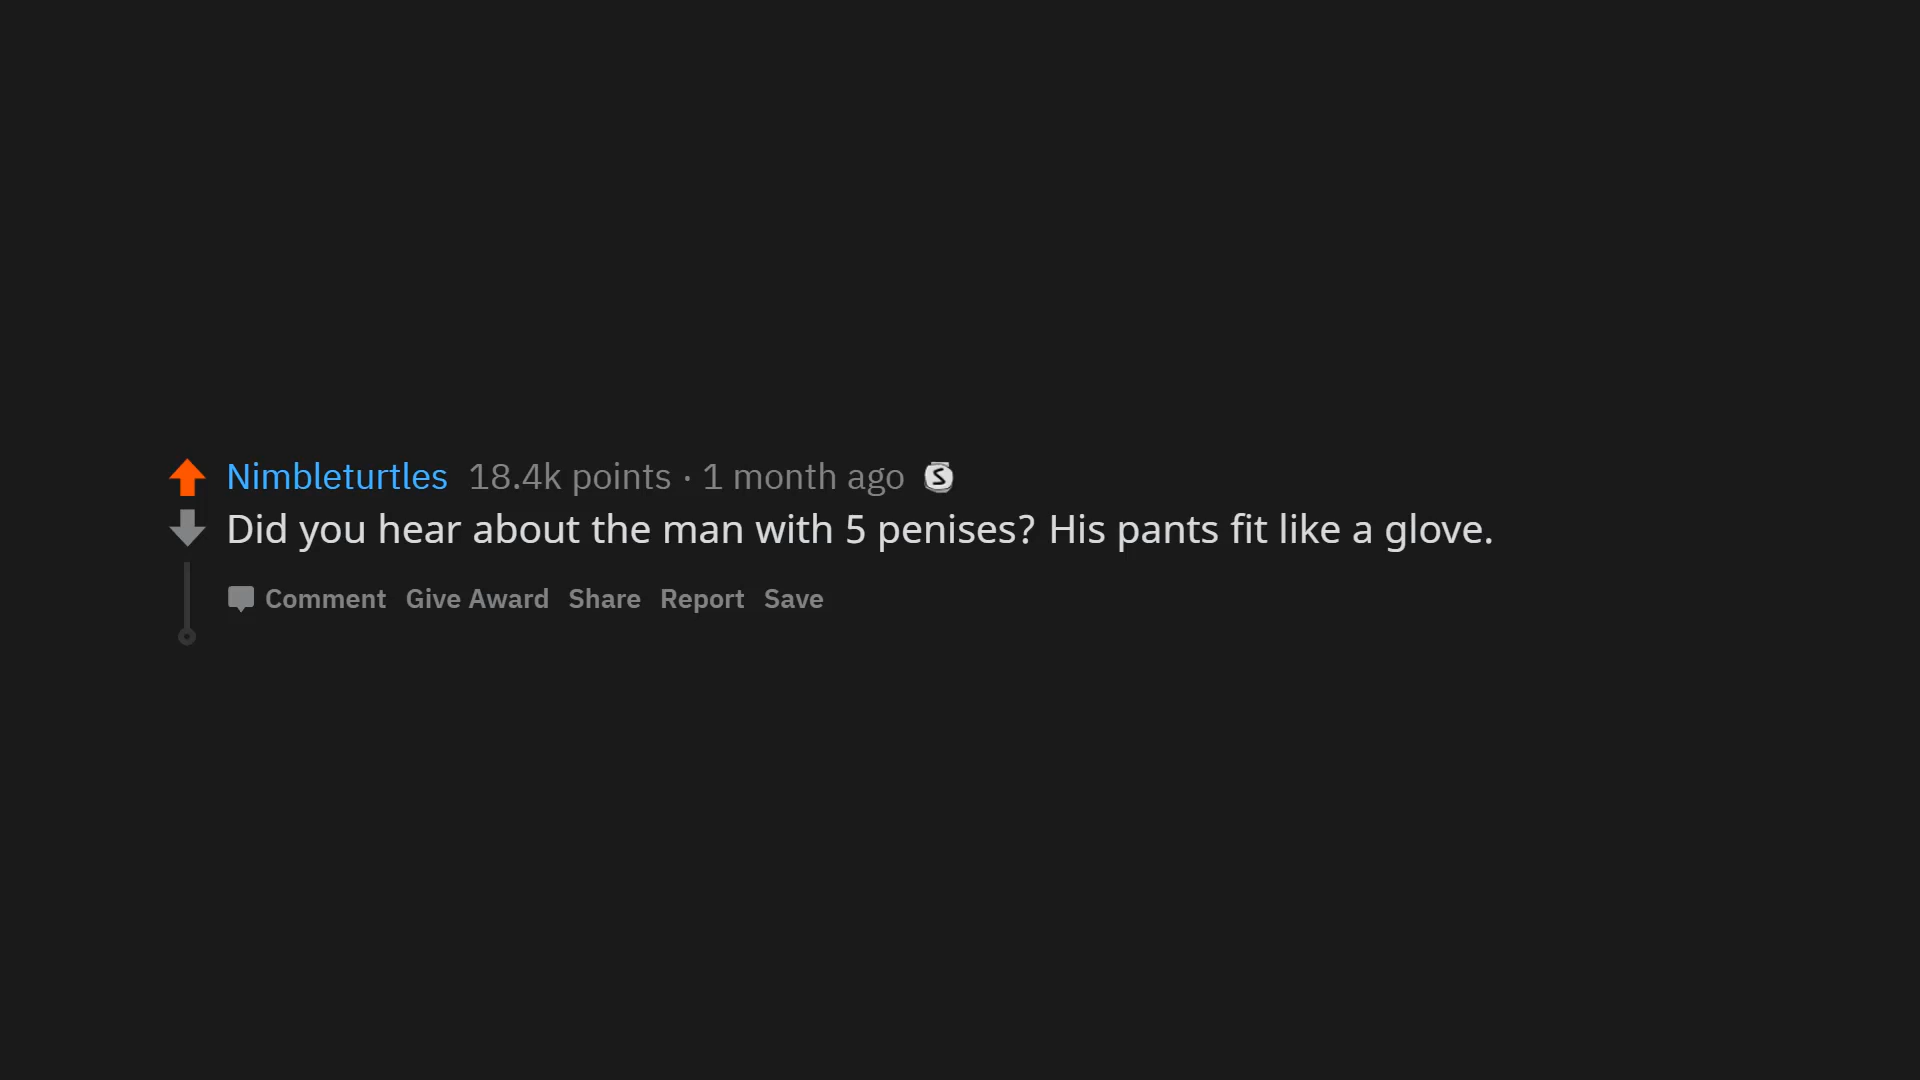 Nimbleturtles 18.4k points · 1 month ago S
Did you hear about the man with 5 penises? His pants fit like a glove.
Comment Give Award Share Report Save